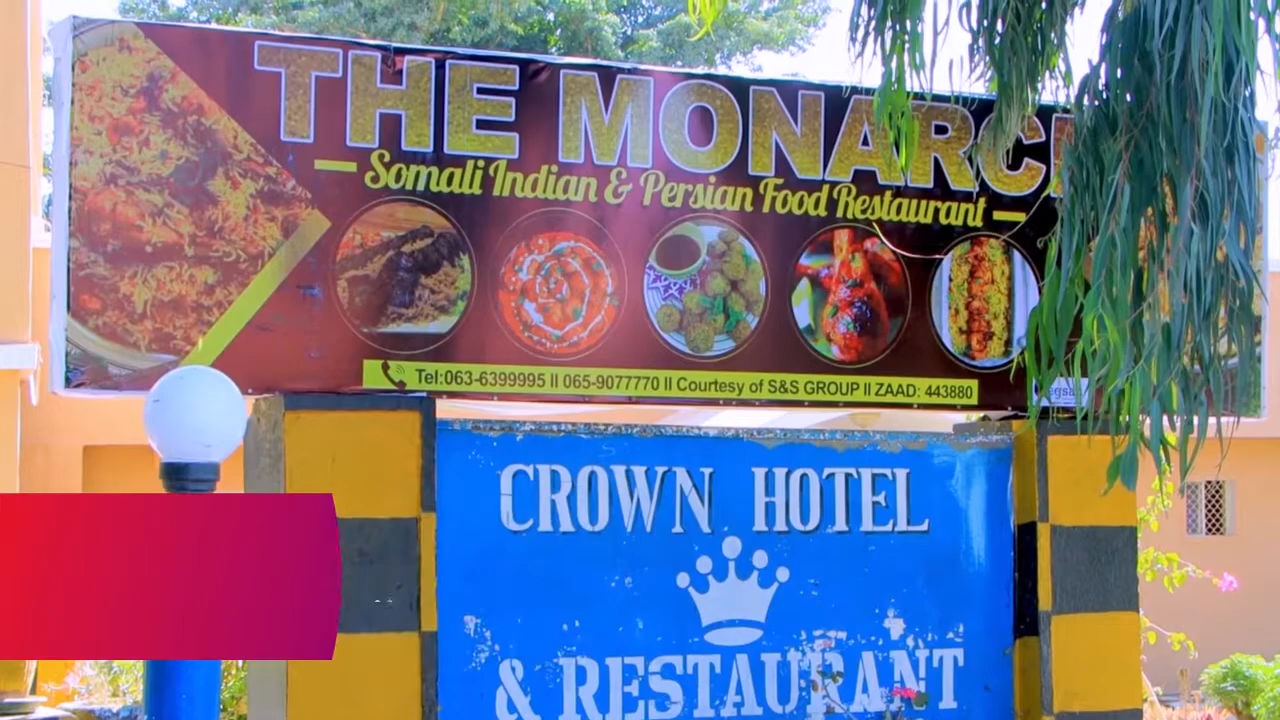 THE MONARCH
Somali Indian & Persian Food Restaurant
Tel:063-6399995 II 065-9077770 II Courtesy of S&S GROUP II ZAAD: 443880
CROWN HOTEL
& RESTAURANT